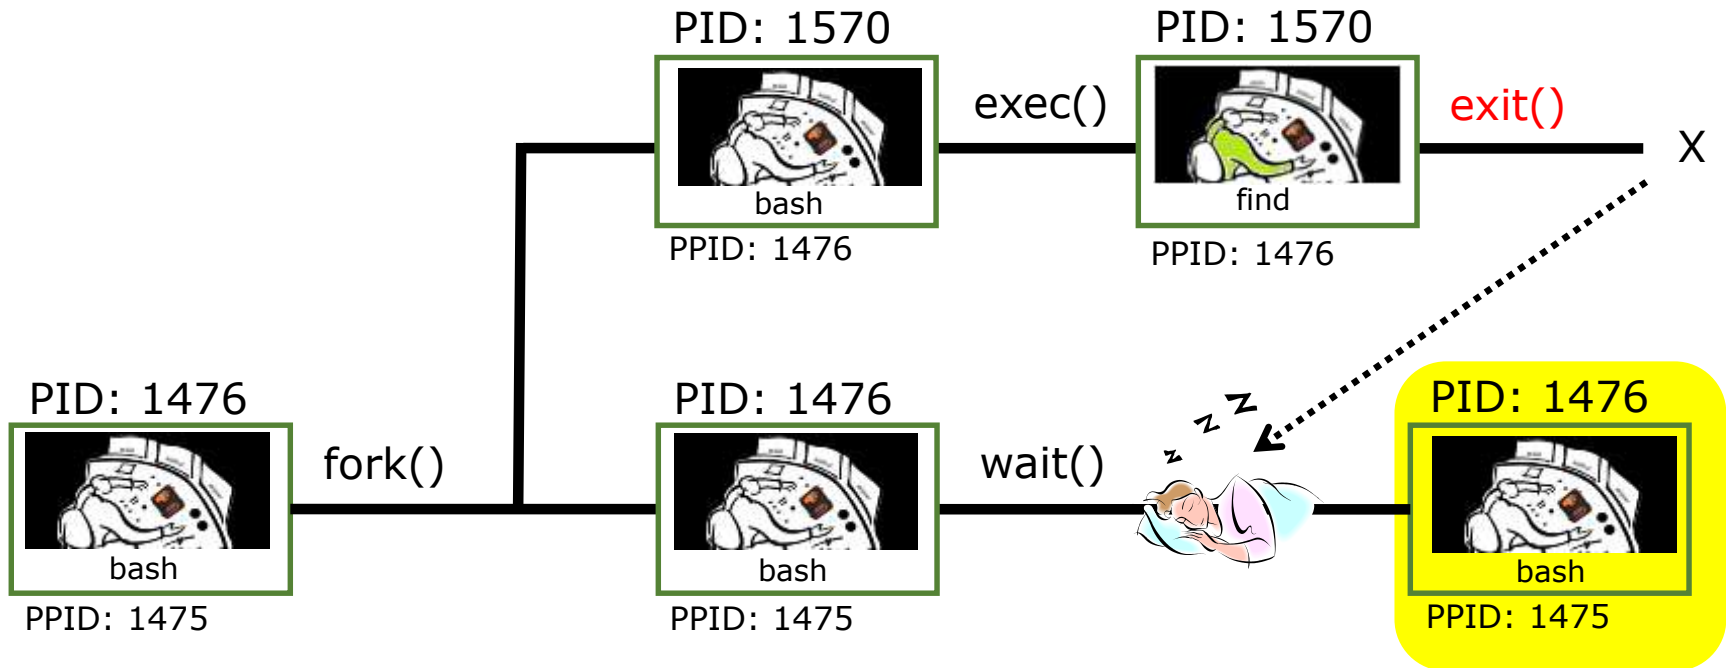 PID: 1570
PID: 1570
exec()
exit()
X
bash
find
PPID: 1476
PPID: 1476
PID: 1476
PID: 1476
z z z
PID: 1476
fork()
wait()
bash
bash
bash
PPID: 1475
PPID: 1475
PPID: 1475